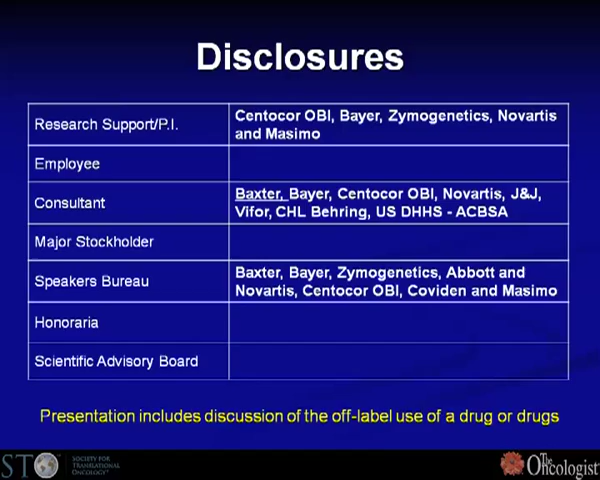 Disclosures
Research Support/P.I.
Centocor OBI, Bayer, Zymogenetics, Novartis
and Masimo
Employee
Consultant
Baxter, Bayer, Centocor OBI, Novartis, J&J,
Vifor, CHL Behring, US DHHS - ACBSA
Major Stockholder
Speakers Bureau
Baxter, Bayer, Zymogenetics, Abbott and
Novartis, Centocor OBI, Coviden and Masimo
Honoraria
Scientific Advisory Board
Presentation includes discussion of the off-label use of a drug or drugs
STO
SOCIETY FOR
TRANSLATIONAL
ONCOLOGY
The
Oncologist